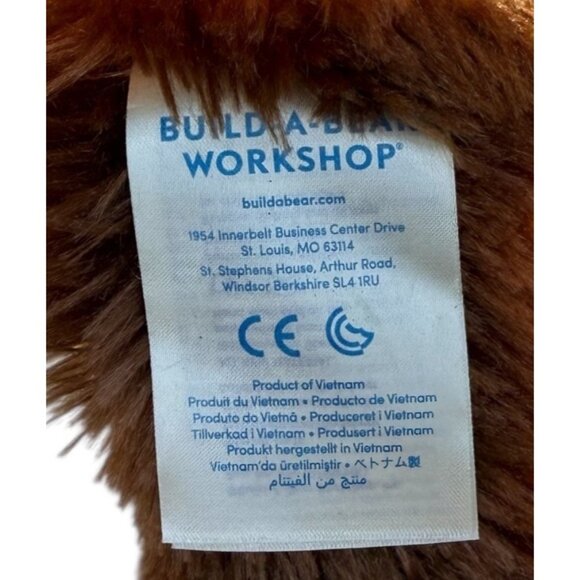 BUILD-A-BEAR
WORKSHOP®
buildabear.com
1954 Innerbelt Business Center Drive
St. Louis, MO 63114
St. Stephens House, Arthur Road,
Windsor Berkshire SL4 1RU
CE
Product of Vietnam
Produit du Vietnam • Producto de Vietnam
Produto do Vietnã • Produceret i Vietnam
Tillverkad i Vietnam • Produsert i Vietnam
Produkt hergestellt in Vietnam
Vietnam'da üretilmiştir • ベトナム製
منتج من الفيتنام